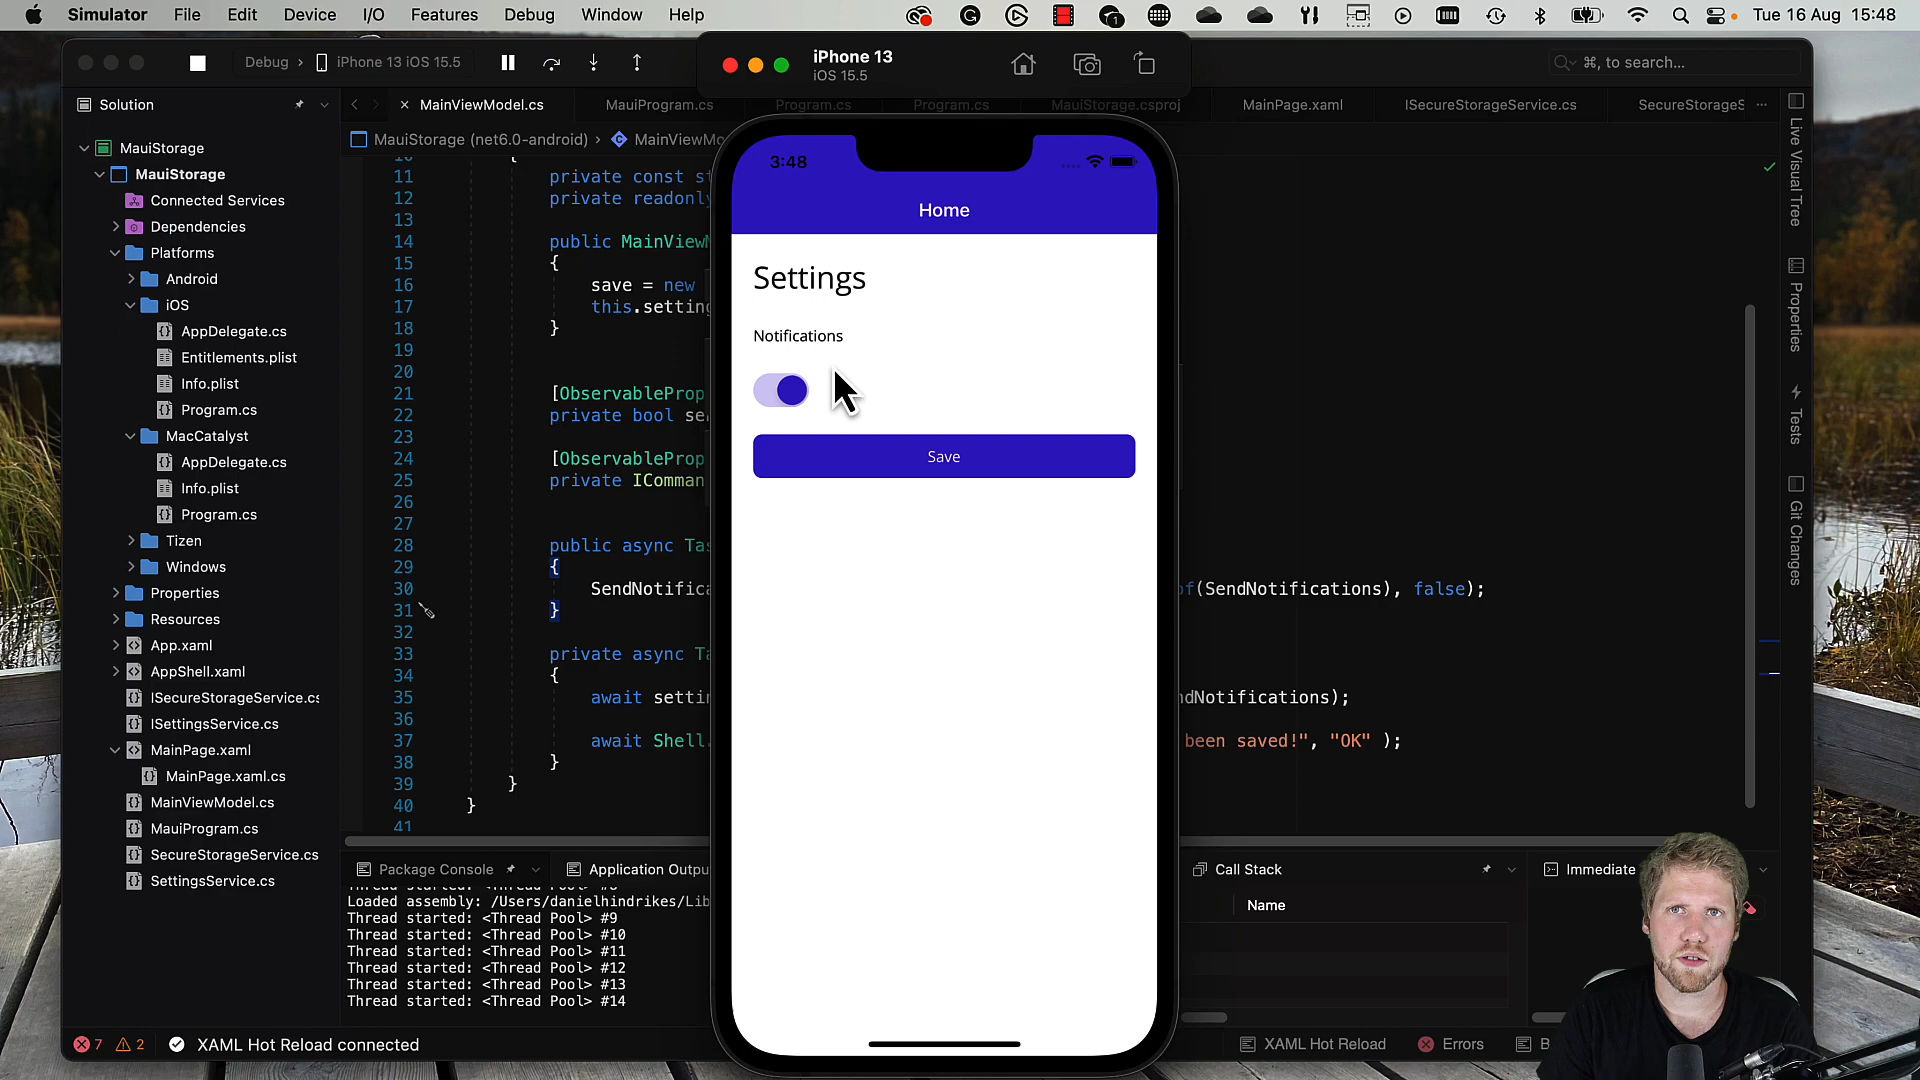 Simulator File Edit Device I/O Features Debug Window Help
Tue 16 Aug 15:48
Debug
iPhone 13 iOS 15.5
iPhone 13
iOS 15.5
⌘, to search...
Solution
MainViewModel.cs
MauiProgram.cs
Program.cs
Program.cs
MauiStorage.csproj
MainPage.xaml
ISecureStorageService.cs
SecureStorageS
MauiStorage (net6.0-android)
MainViewMo
MauiStorage
MauiStorage
Connected Services
Dependencies
Platforms
Android
iOS
AppDelegate.cs
Entitlements.plist
Info.plist
Program.cs
MacCatalyst
AppDelegate.cs
Info.plist
Program.cs
Tizen
Windows
Properties
Resources
App.xaml
AppShell.xaml
ISecureStorageService.cs
ISettingsService.cs
MainPage.xaml
MainPage.xaml.cs
MainViewModel.cs
MauiProgram.cs
SecureStorageService.cs
SettingsService.cs
10 {
11 private const st
12 private readonly
13
14 public MainViewM
15 {
16 save = new
17 this.setting
18 }
19
20
21 [ObservableProp
22 private bool se
23
24 [ObservableProp
25 private IComman
26
27
28 public async Tas
29 {
30 SendNotifica of(SendNotifications), false);
31 }
32
33 private async Ta
34 {
35 await settin ndNotifications);
36
37 await Shell. been saved!", "OK" );
38 }
39 }
40 }
41
3:48
Home
Settings
Notifications
Save
Live Visual Tree
Properties
Tests
Git Changes
Package Console
Application Outpu
Loaded assembly: /Users/danielhindrikes/Lib
Thread started: <Thread Pool> #9
Thread started: <Thread Pool> #10
Thread started: <Thread Pool> #11
Thread started: <Thread Pool> #12
Thread started: <Thread Pool> #13
Thread started: <Thread Pool> #14
Call Stack
Name
Immediate
7
2
XAML Hot Reload connected
XAML Hot Reload
Errors
B